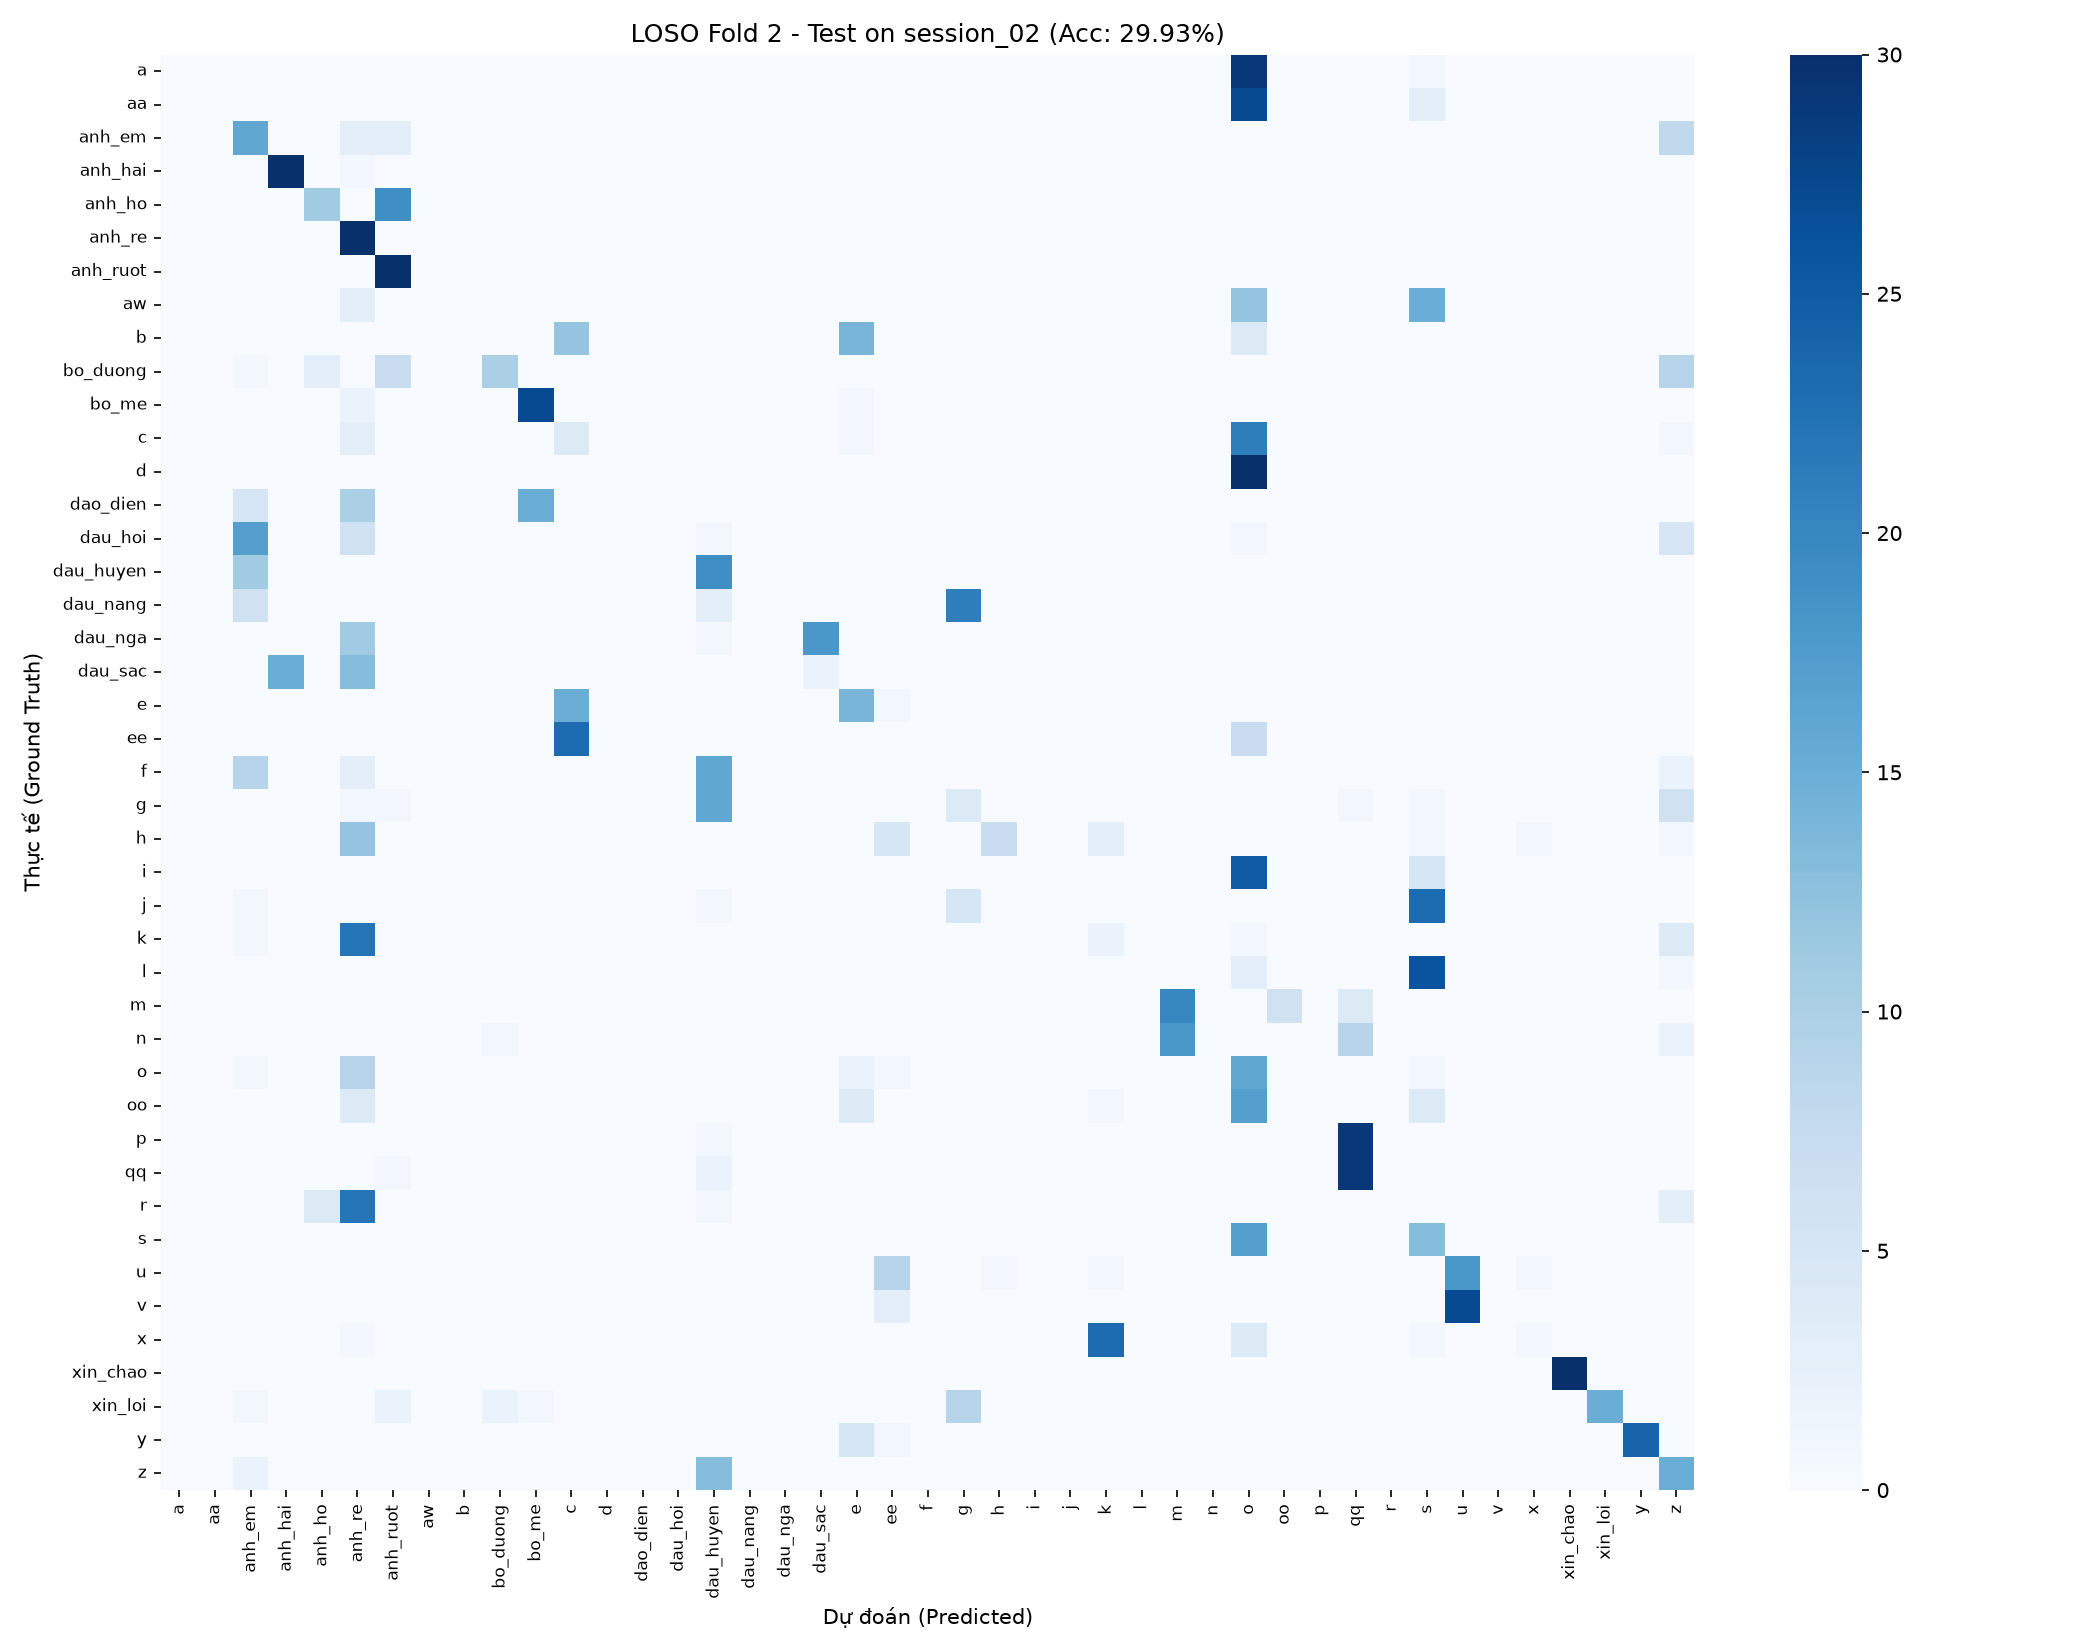 LOSO Fold 2 - Test on session_02 (Acc: 29.93%)
Thực tế (Ground Truth)
a
aa
anh_em
anh_hai
anh_ho
anh_re
anh_ruot
aw
b
bo_duong
bo_me
c
d
dao_dien
dau_hoi
dau_huyen
dau_nang
dau_nga
dau_sac
e
ee
f
g
h
i
j
k
l
m
n
o
oo
p
qq
r
s
u
v
x
xin_chao
xin_loi
y
z
a aa anh_em anh_hai anh_ho anh_re anh_ruot aw b bo_duong bo_me c d dao_dien dau_hoi dau_huyen dau_nang dau_nga dau_sac e ee f g h i j k l m n o oo p qq r s u v x xin_chao xin_loi y z
Dự đoán (Predicted)
30
25
20
15
10
5
0